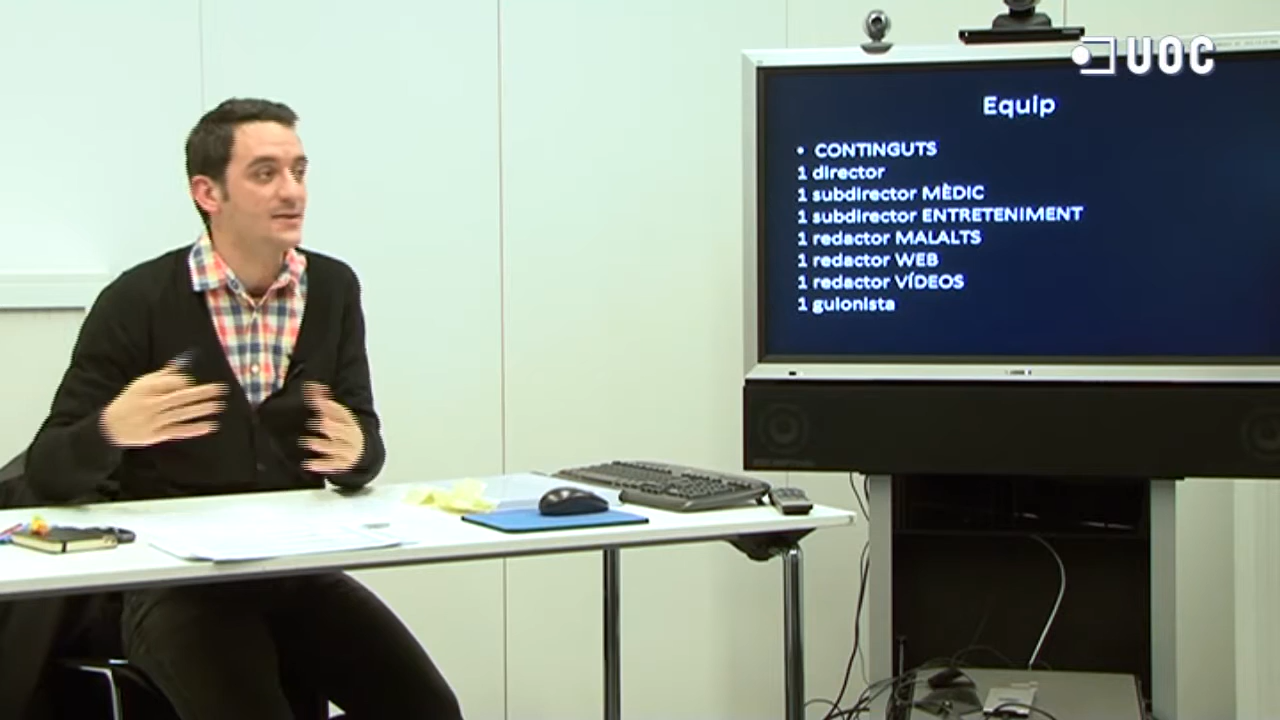 UOC
Equip
• CONTINGUTS
1 director
1 subdirector MÈDIC
1 subdirector ENTRETENIMENT
1 redactor MALALTS
1 redactor WEB
1 redactor VÍDEOS
1 guionista